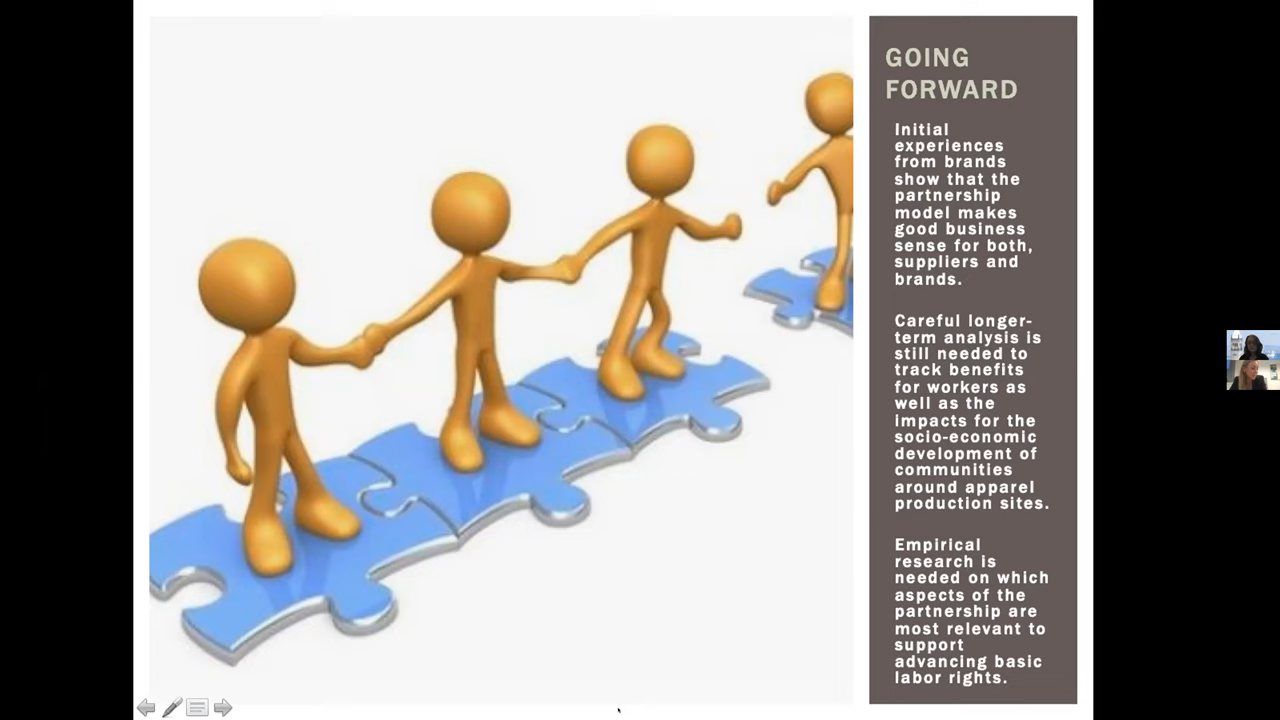 GOING
FORWARD
Initial
experiences
from brands
show that the
partnership
model makes
good business
sense for both,
suppliers and
brands.
Careful longer-
term analysis is
still needed to
track benefits
for workers as
well as the
impacts for the
socio-economic
development of
communities
around apparel
production sites.
Empirical
research is
needed on which
aspects of the
partnership are
most relevant to
support
advancing basic
labor rights.